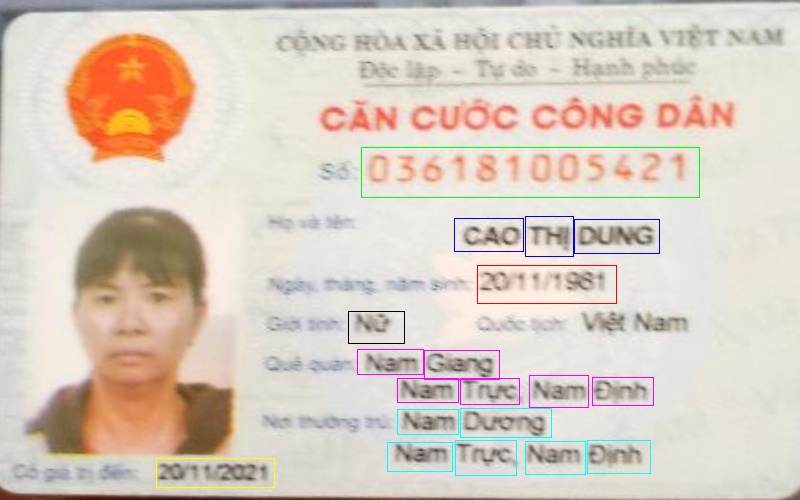 CỘNG HÒA XÃ HỘI CHỦ NGHĨA VIỆT NAM
Độc lập - Tự do - Hạnh phúc
CĂN CƯỚC CÔNG DÂN
Số: 036181005421
Họ và tên:
CAO THỊ DUNG
Ngày, tháng, năm sinh: 20/11/1981
Giới tính: Nữ Quốc tịch: Việt Nam
Quê quán: Nam Giang
Nam Trực, Nam Định
Nơi thường trú: Nam Dương
Nam Trực, Nam Định
Có giá trị đến: 20/11/2021